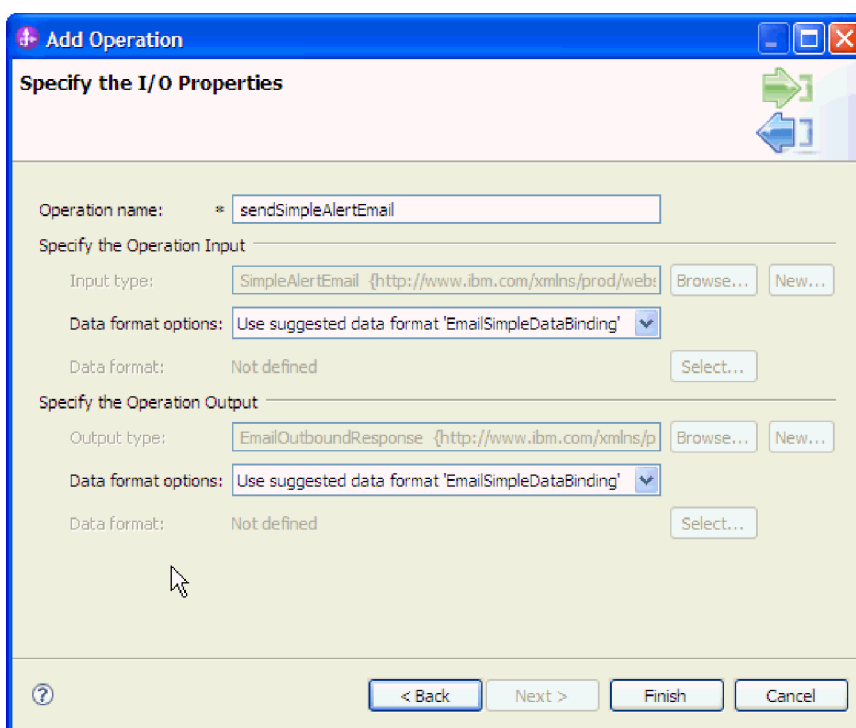 Add Operation
Specify the I/O Properties
Operation name: * sendSimpleAlertEmail
Specify the Operation Input
Input type: SimpleAlertEmail {http://www.ibm.com/xmlns/prod/webs Browse... New...
Data format options: Use suggested data format 'EmailSimpleDataBinding'
Data format: Not defined Select...
Specify the Operation Output
Output type: EmailOutboundResponse {http://www.ibm.com/xmlns/p Browse... New...
Data format options: Use suggested data format 'EmailSimpleDataBinding'
Data format: Not defined Select...
? < Back Next > Finish Cancel